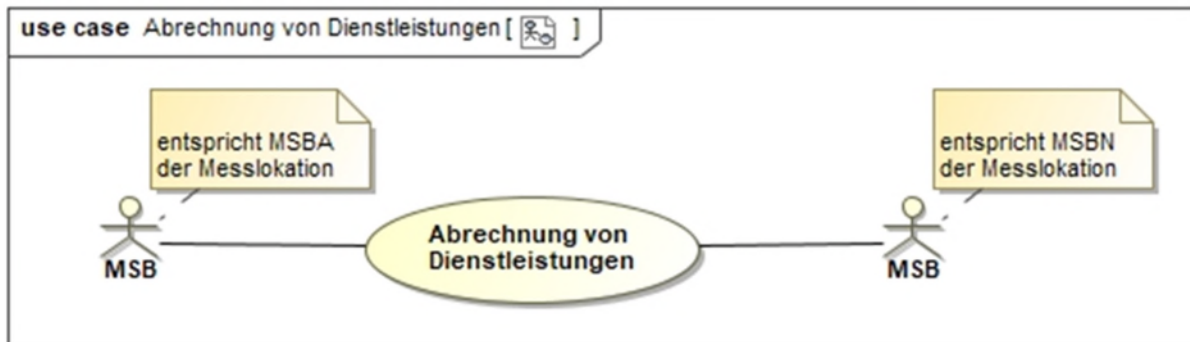 use case Abrechnung von Dienstleistungen [ ]
entspricht MSBA
der Messlokation
entspricht MSBN
der Messlokation
Abrechnung von
Dienstleistungen
MSB
MSB